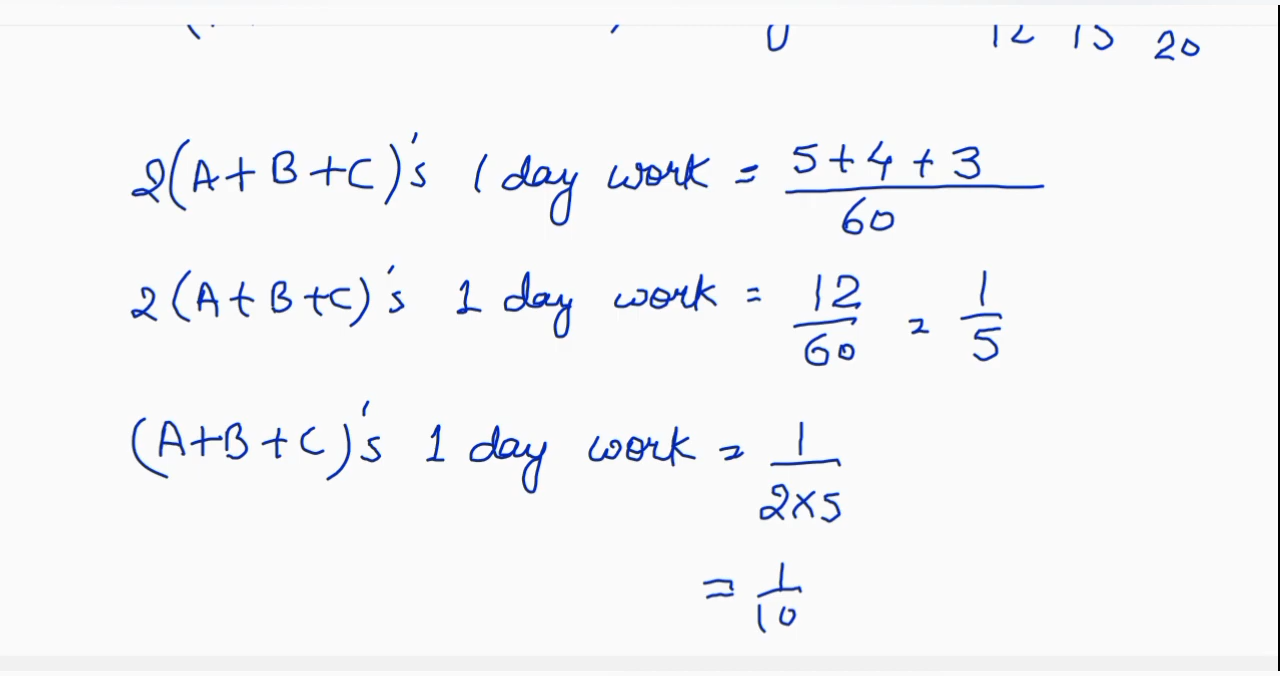 12 15 20
2(A+B+C)'s 1 day work = 5+4+3/60
2(A+B+C)'s 1 day work = 12/60 = 1/5
(A+B+C)'s 1 day work = 1/2×5
= 1/10